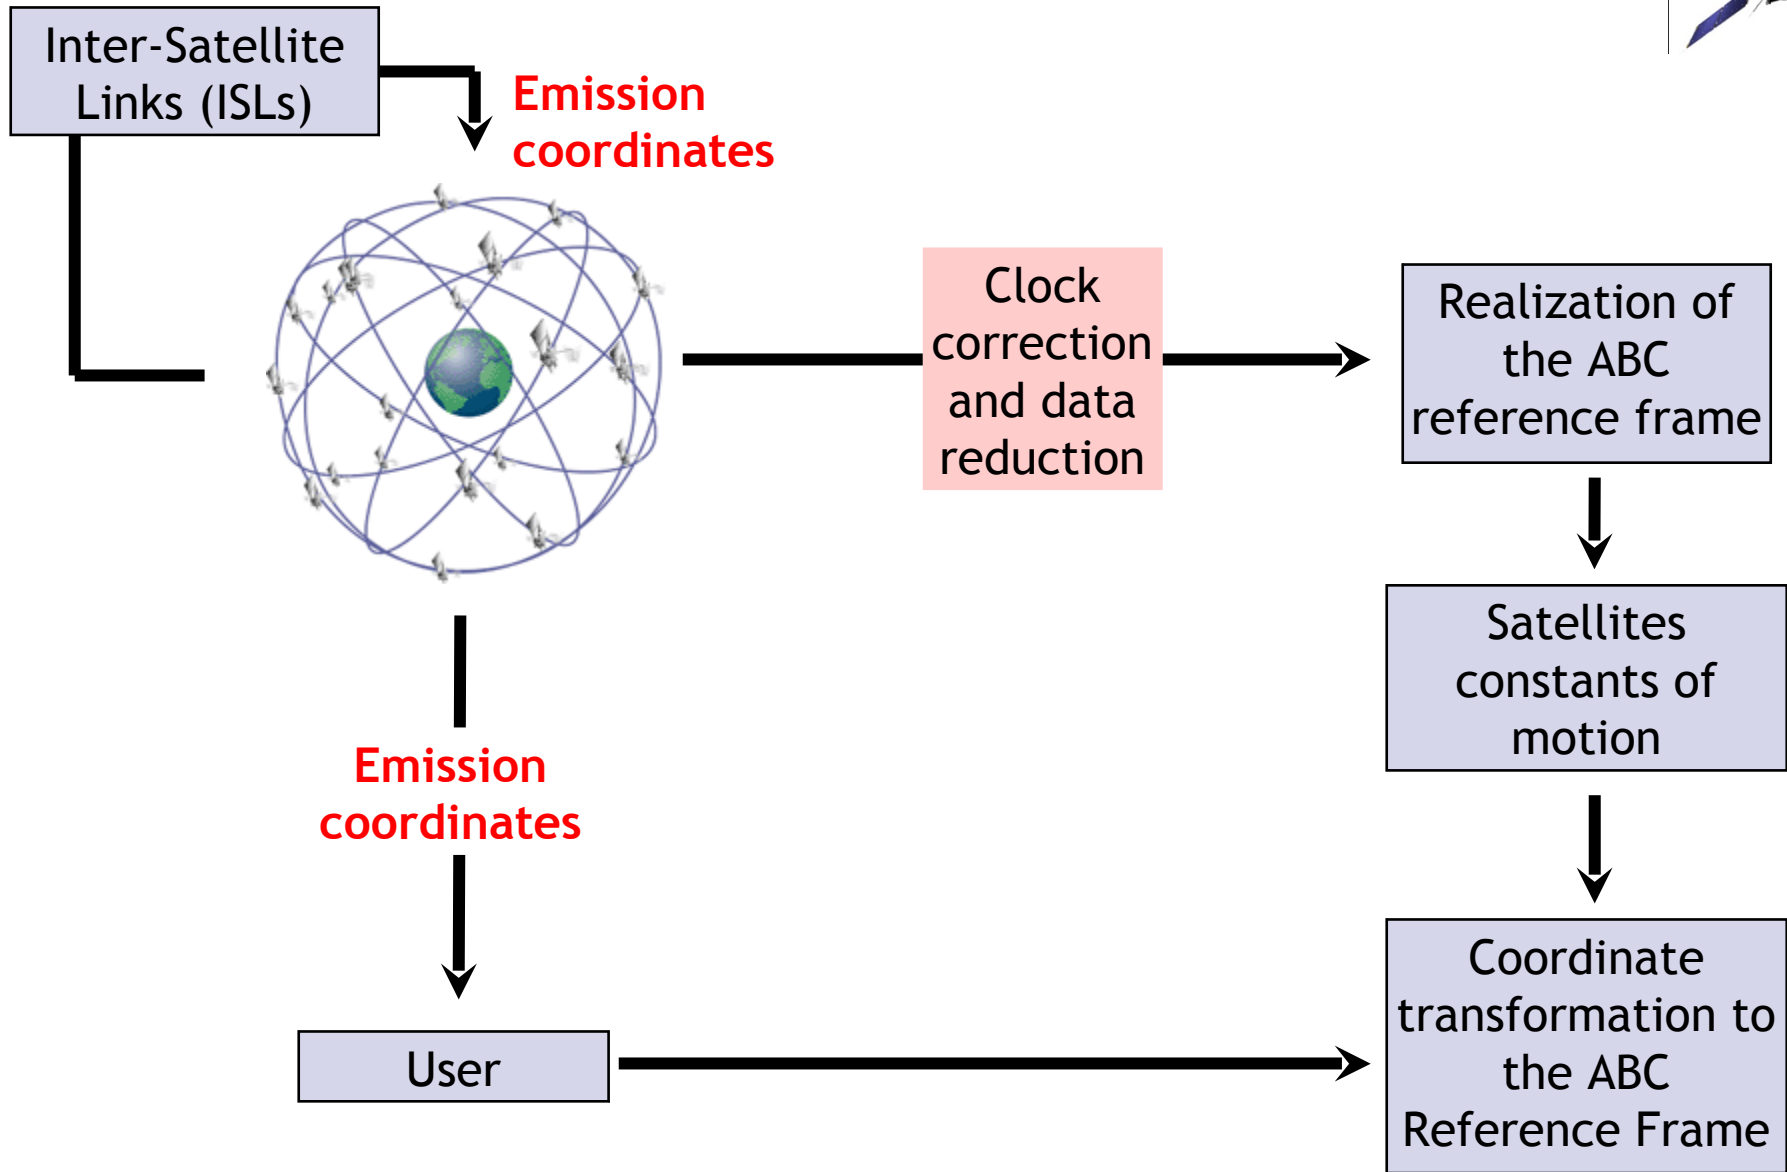 Inter-Satellite
Links (ISLs)
Emission
coordinates
Clock
correction
and data
reduction
Realization of
the ABC
reference frame
Satellites
constants of
motion
Emission
coordinates
User
Coordinate
transformation to
the ABC
Reference Frame